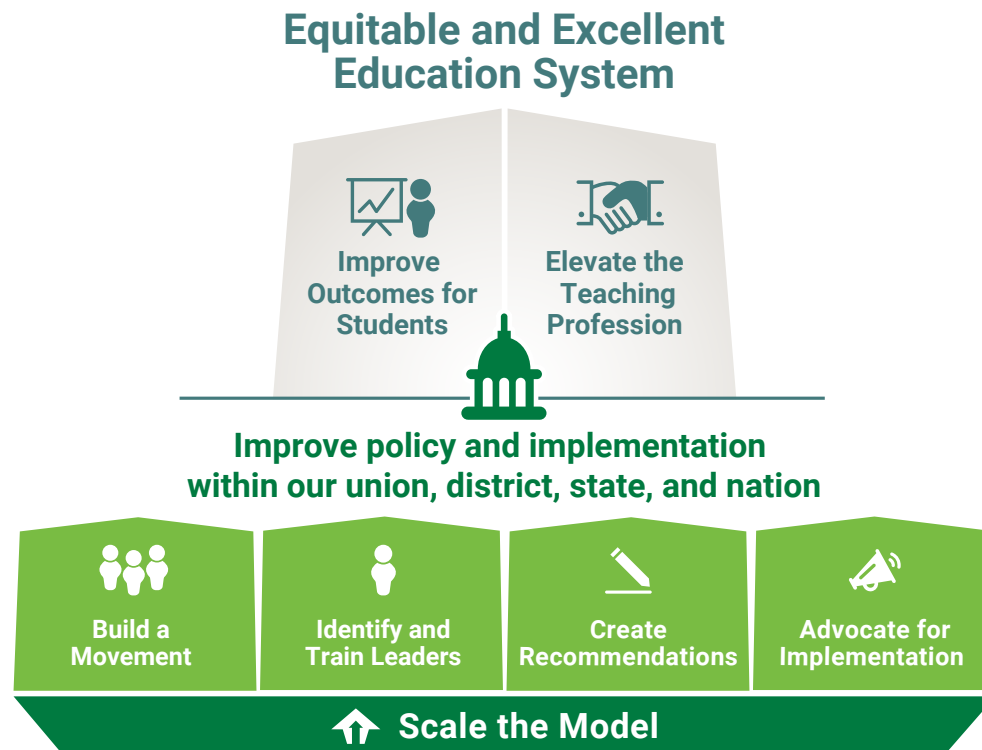 Equitable and Excellent
Education System
Improve
Outcomes for
Students
Elevate the
Teaching
Profession
Improve policy and implementation
within our union, district, state, and nation
Build a
Movement
Identify and
Train Leaders
Create
Recommendations
Advocate for
Implementation
Scale the Model